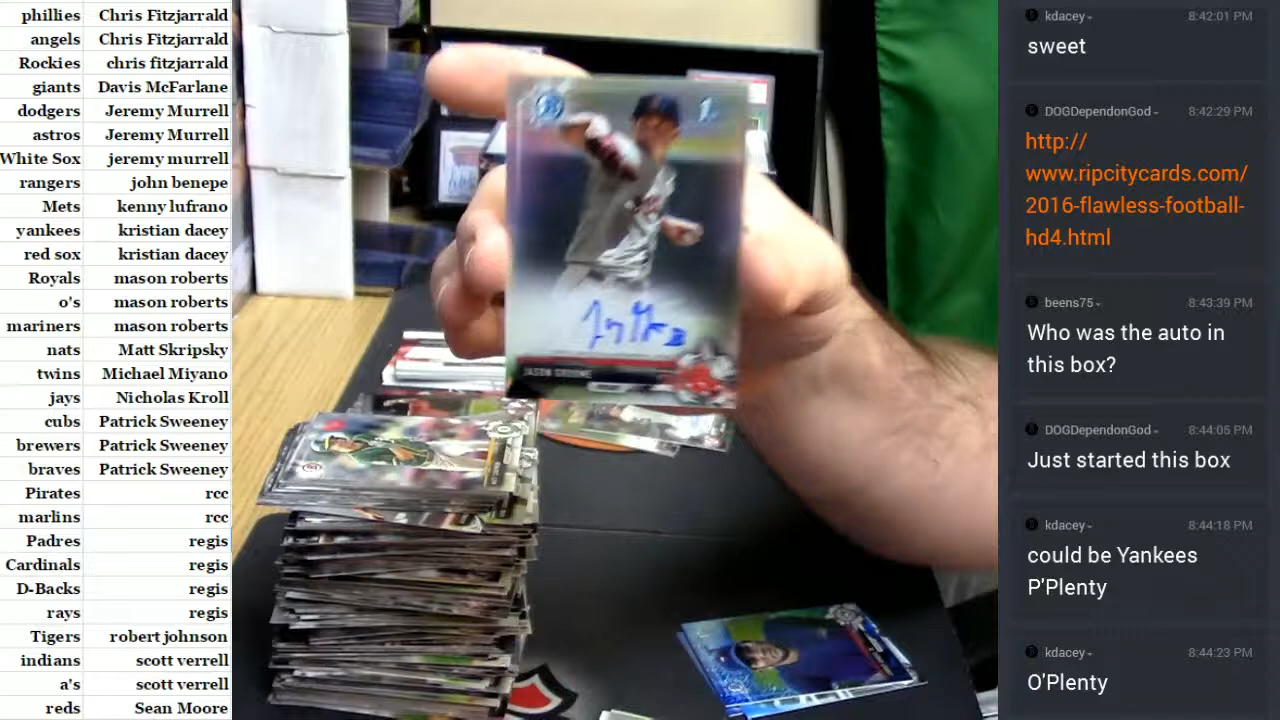 phillies Chris Fitzjarrald
angels Chris Fitzjarrald
Rockies chris fitzjarrald
giants Davis McFarlane
dodgers Jeremy Murrell
astros Jeremy Murrell
White Sox jeremy murrell
rangers john benepe
Mets kenny lufrano
yankees kristian dacey
red sox kristian dacey
Royals mason roberts
o's mason roberts
mariners mason roberts
nats Matt Skripsky
twins Michael Miyano
jays Nicholas Kroll
cubs Patrick Sweeney
brewers Patrick Sweeney
braves Patrick Sweeney
Pirates rcc
marlins rcc
Padres regis
Cardinals regis
D-Backs regis
rays regis
Tigers robert johnson
indians scott verrell
a's scott verrell
reds Sean Moore
kdacey 8:42:01 PM
sweet
DOGDependonGod 8:42:29 PM
http://
www.ripcitycards.com/
2016-flawless-football-
hd4.html
beens75 8:43:39 PM
Who was the auto in
this box?
DOGDependonGod 8:44:05 PM
Just started this box
kdacey 8:44:18 PM
could be Yankees
P'Plenty
kdacey 8:44:23 PM
O'Plenty